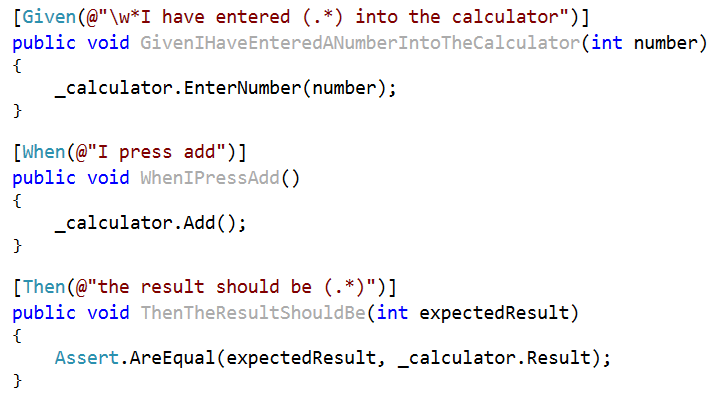 [Given(@"\w*I have entered (.*) into the calculator")]
public void GivenIHaveEnteredANumberIntoTheCalculator(int number)
{
    _calculator.EnterNumber(number);
}
[When(@"I press add")]
public void WhenIPressAdd()
{
    _calculator.Add();
}
[Then(@"the result should be (.*)")]
public void ThenTheResultShouldBe(int expectedResult)
{
    Assert.AreEqual(expectedResult, _calculator.Result);
}